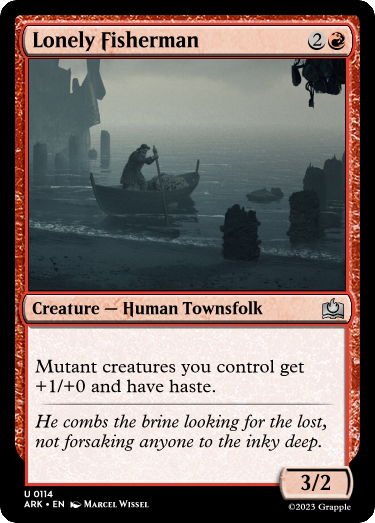 Lonely Fisherman 2
Creature — Human Townsfolk
Mutant creatures you control get
+1/+0 and have haste.
He combs the brine looking for the lost,
not forsaking anyone to the inky deep.
3/2
U 0114
ARK • EN Marcel Wissel
©2023 Grapple